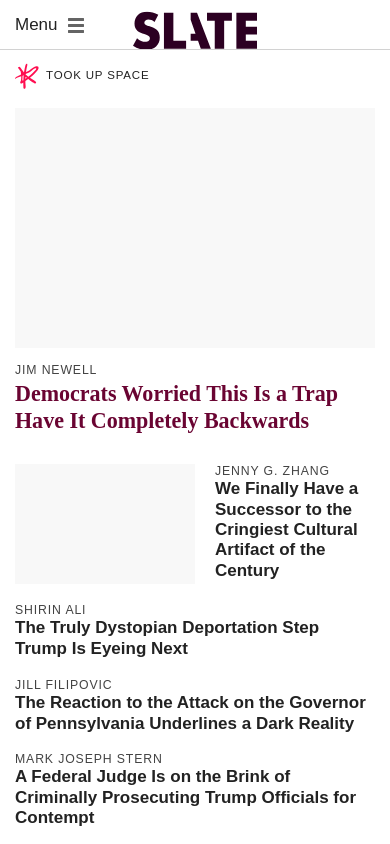 Menu
SLATE
TOOK UP SPACE
JIM NEWELL
Democrats Worried This Is a Trap
Have It Completely Backwards
JENNY G. ZHANG
We Finally Have a
Successor to the
Cringiest Cultural
Artifact of the
Century
SHIRIN ALI
The Truly Dystopian Deportation Step
Trump Is Eyeing Next
JILL FILIPOVIC
The Reaction to the Attack on the Governor
of Pennsylvania Underlines a Dark Reality
MARK JOSEPH STERN
A Federal Judge Is on the Brink of
Criminally Prosecuting Trump Officials for
Contempt